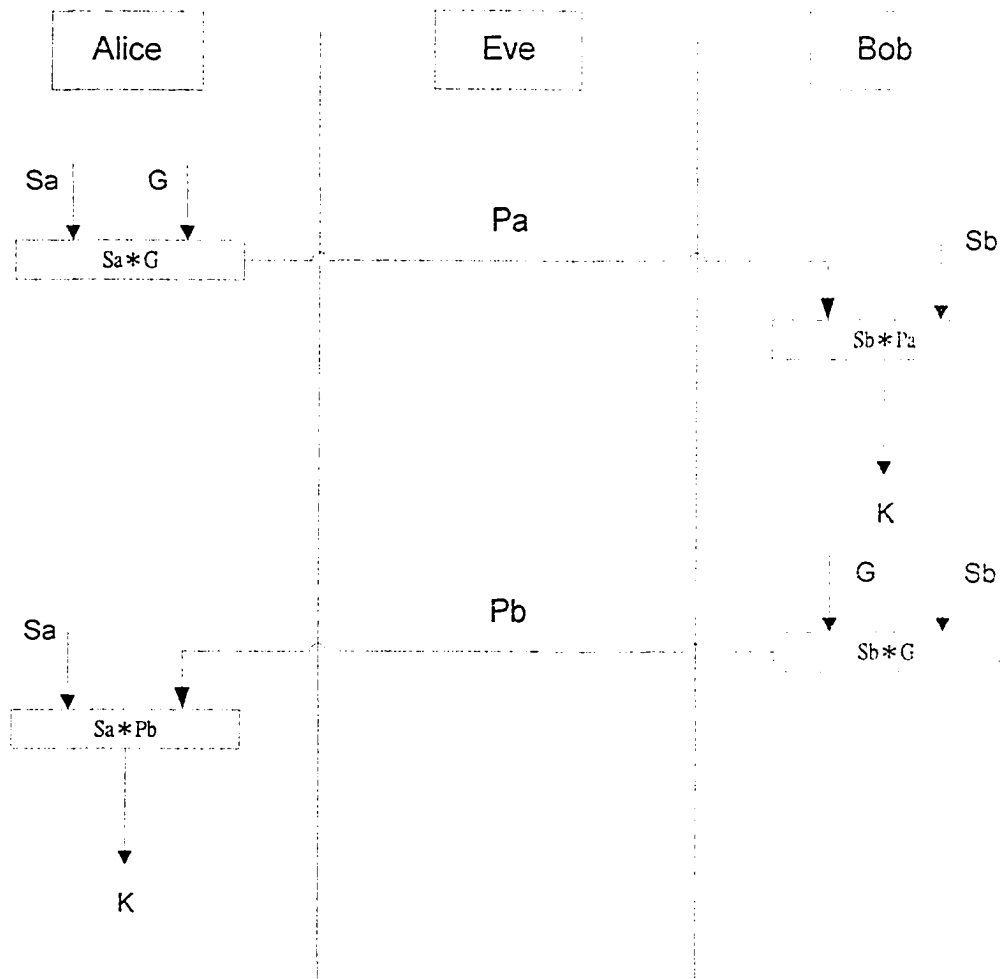 Alice Eve Bob
Sa G
Pa
Sb
Sa*G
Sb*Pa
K
G Sb
Pb
Sa
Sb*G
Sa*Pb
K